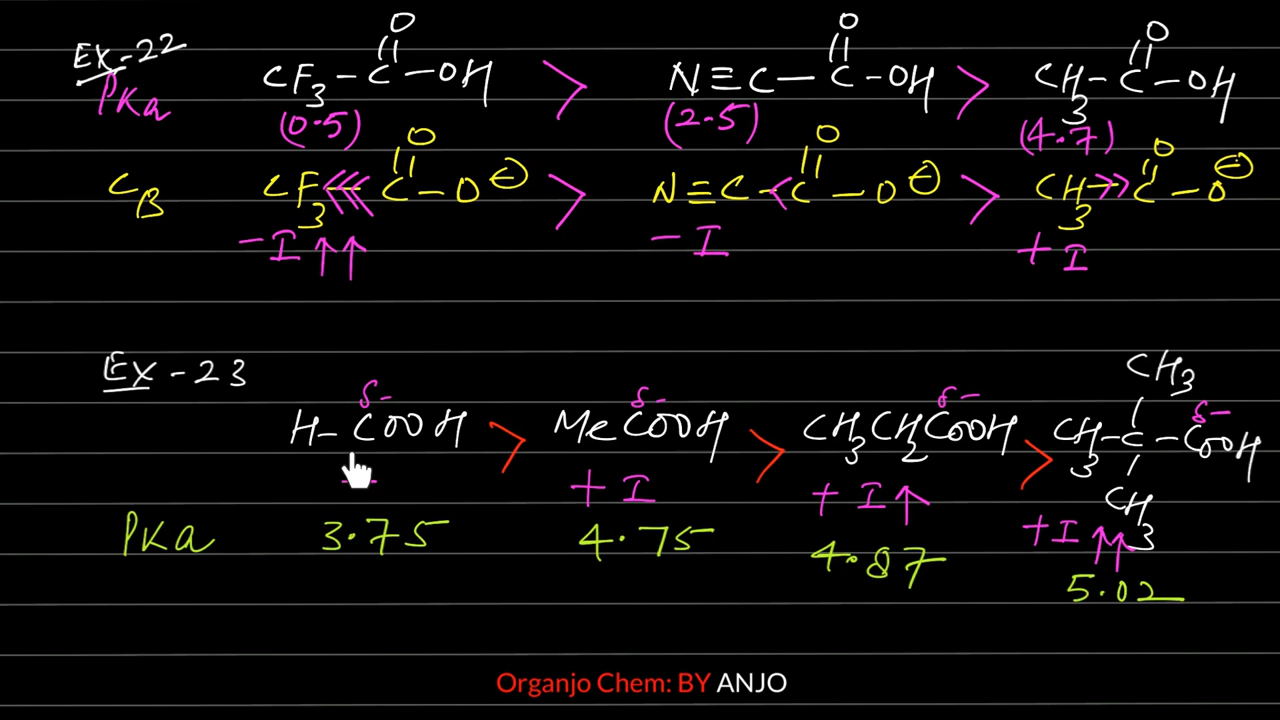 Ex-22
CF3-C(=O)-OH > N≡C-C(=O)-OH > CH3-C(=O)-OH
PKa (0.5) (2.5) (4.7)
CB CF3-C(=O)-O⊖ > N≡C-C(=O)-O⊖ > CH3-C(=O)-O⊖
-I↑↑ -I +I
Ex-23
CH3
δ- δ- δ- δ-
H-COOH > MeCOOH > CH3CH2COOH > CH3-C-COOH
CH3
+I +I↑ +I↑↑
PKa 3.75 4.75 4.87 5.02
Organjo Chem: BY ANJO